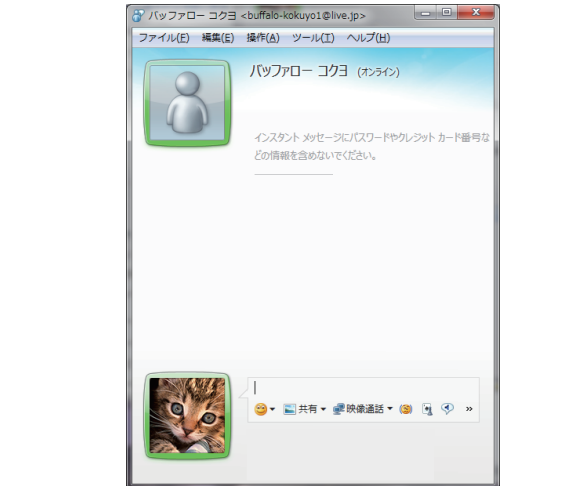 バッファロー コクヨ <buffalo-kokuyo1@live.jp>
ファイル(F) 編集(E) 操作(A) ツール(T) ヘルプ(H)
バッファロー コクヨ (オンライン)
インスタント メッセージにパスワードやクレジット カード番号な
どの情報を含めないでください。
共有 映像通話 »